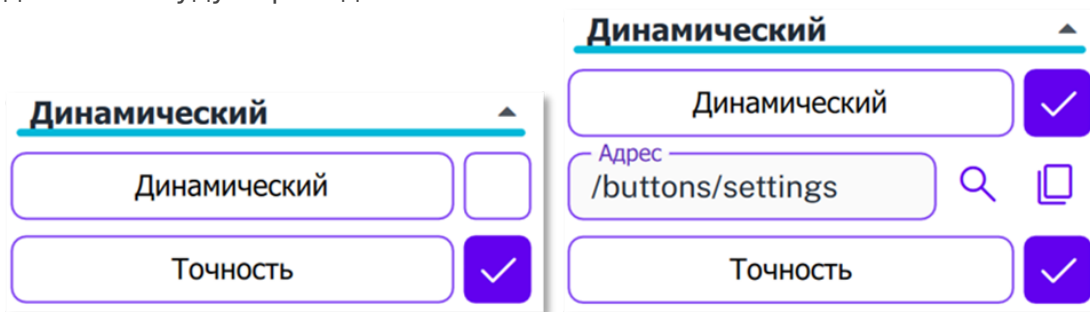 Динамический
Динамический
Точность
Динамический
Динамический
Адрес
/buttons/settings
Точность